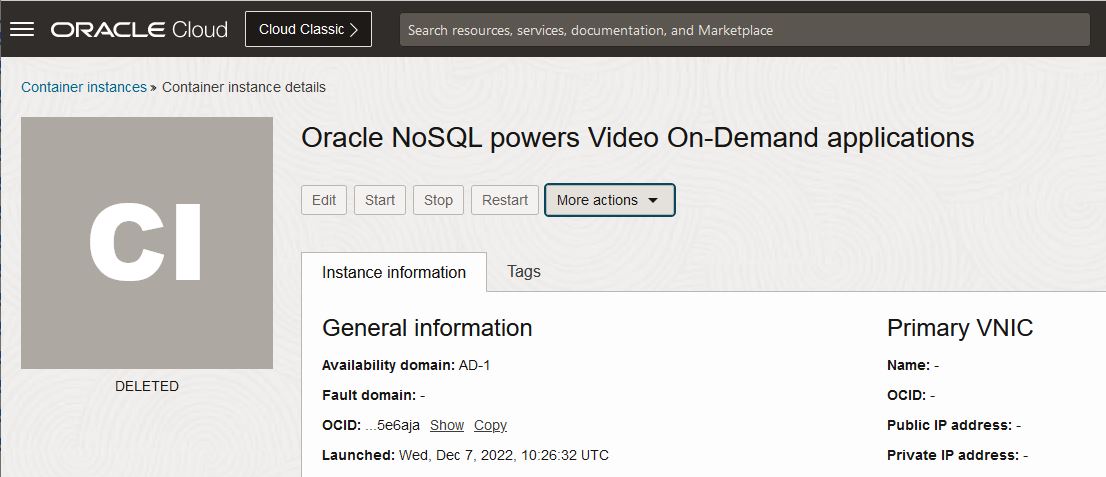 ORACLE Cloud
Cloud Classic
Search resources, services, documentation, and Marketplace
Container instances » Container instance details
CI
DELETED
Oracle NoSQL powers Video On-Demand applications
Edit Start Stop Restart More actions
Instance information Tags
General information
Availability domain: AD-1
Fault domain: -
OCID: ...5e6aja Show Copy
Launched: Wed, Dec 7, 2022, 10:26:32 UTC
Primary VNIC
Name: -
OCID: -
Public IP address: -
Private IP address: -